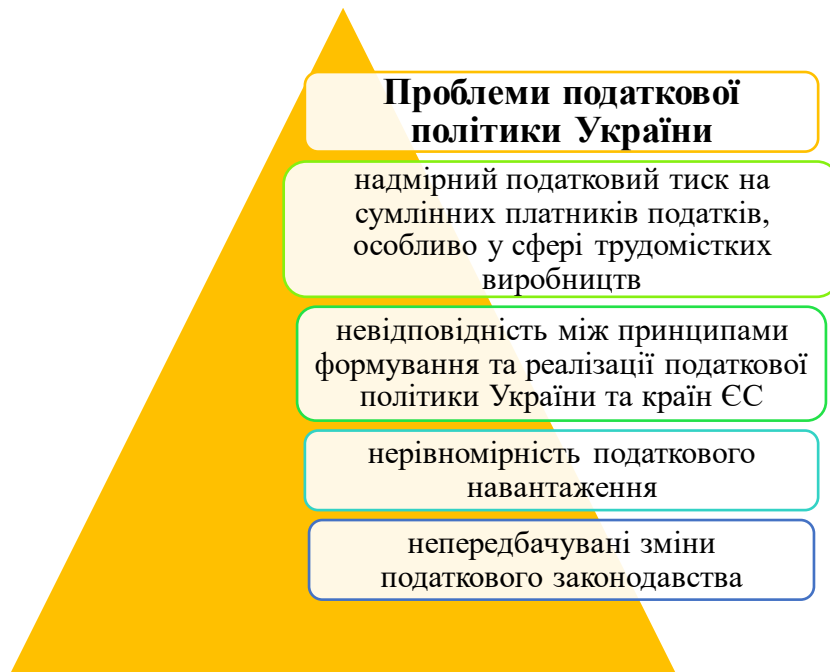 Проблеми податкової
політики України
надмірний податковий тиск на
сумлінних платників податків,
особливо у сфері трудомістких
виробництв
невідповідність між принципами
формування та реалізації податкової
політики України та країн ЄС
нерівномірність податкового
навантаження
непередбачувані зміни
податкового законодавства